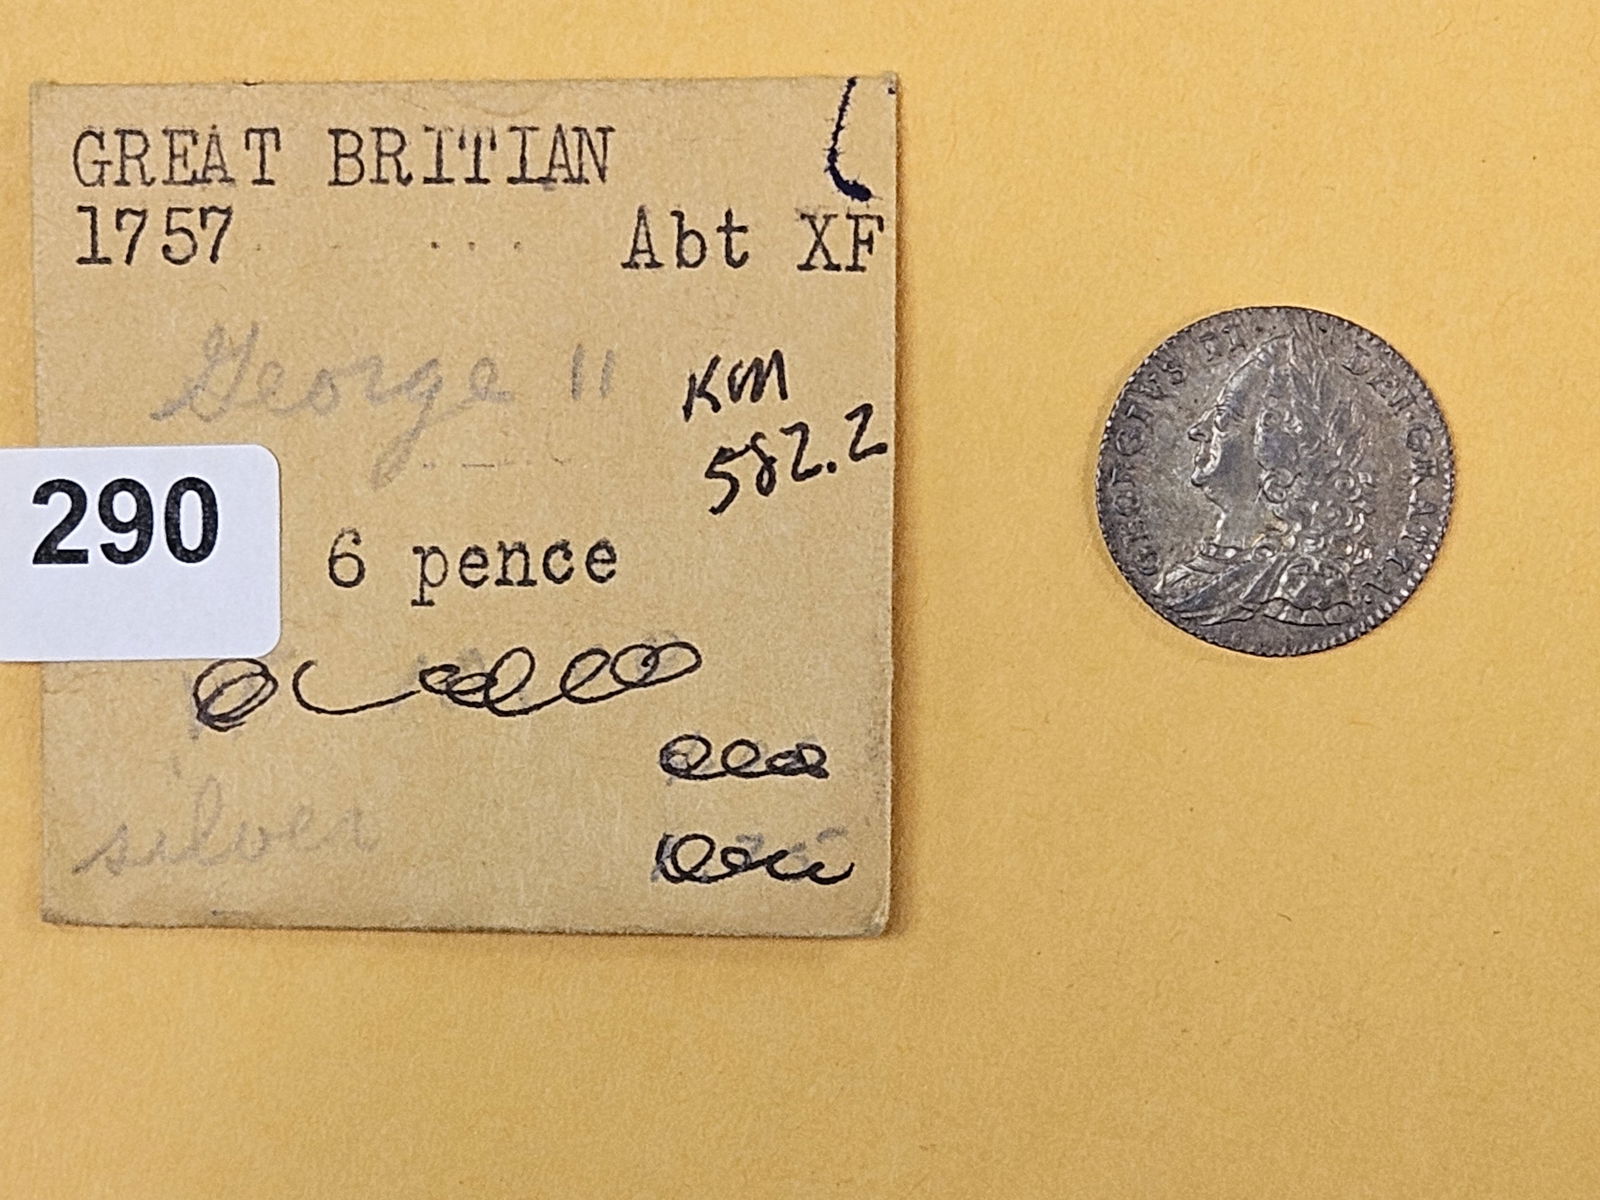 GREAT BRITIAN
1757 Abt XF
George II
KM
582.2
290
6 pence
silver
GEORGIVS II · DEI · GRATIA ·